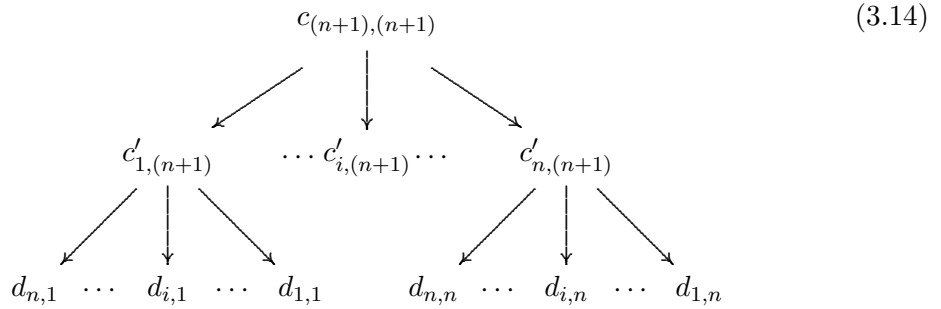 c_{(n+1),(n+1)} (3.14)
c'_{1,(n+1)} ⋯ c'_{i,(n+1)} ⋯ c'_{n,(n+1)}
d_{n,1} ⋯ d_{i,1} ⋯ d_{1,1} d_{n,n} ⋯ d_{i,n} ⋯ d_{1,n}